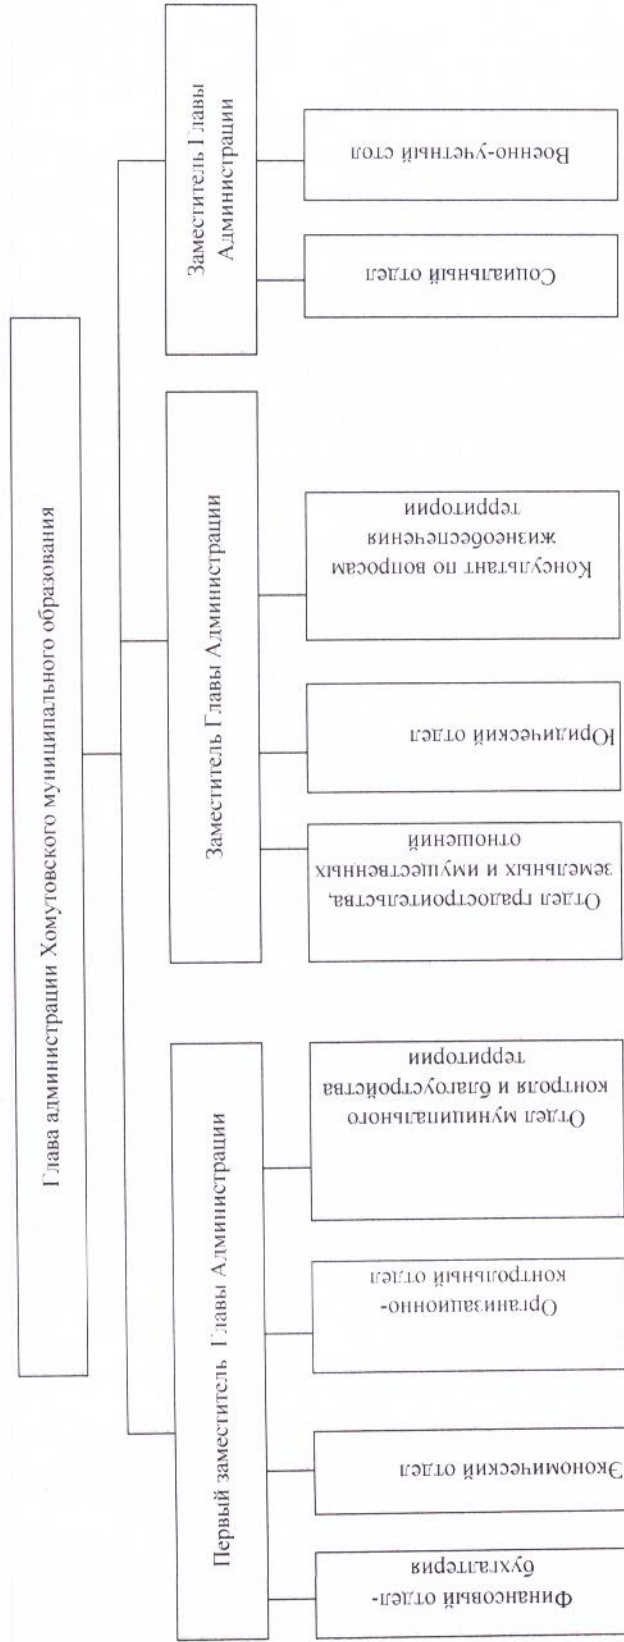 Глава администрации Хомутовского муниципального образования
Первый заместитель Главы Администрации
Заместитель Главы Администрации
Заместитель Главы
Администрации
Финансовый отдел-
бухгалтерия
Экономический отдел
Организационно-
контрольный отдел
Отдел муниципального
контроля и благоустройства
территории
Отдел градостроительства,
земельных и имущественных
отношений
Юридический отдел
Консультант по вопросам
жизнеобеспечения
территории
Социальный отдел
Военно-учетный стол